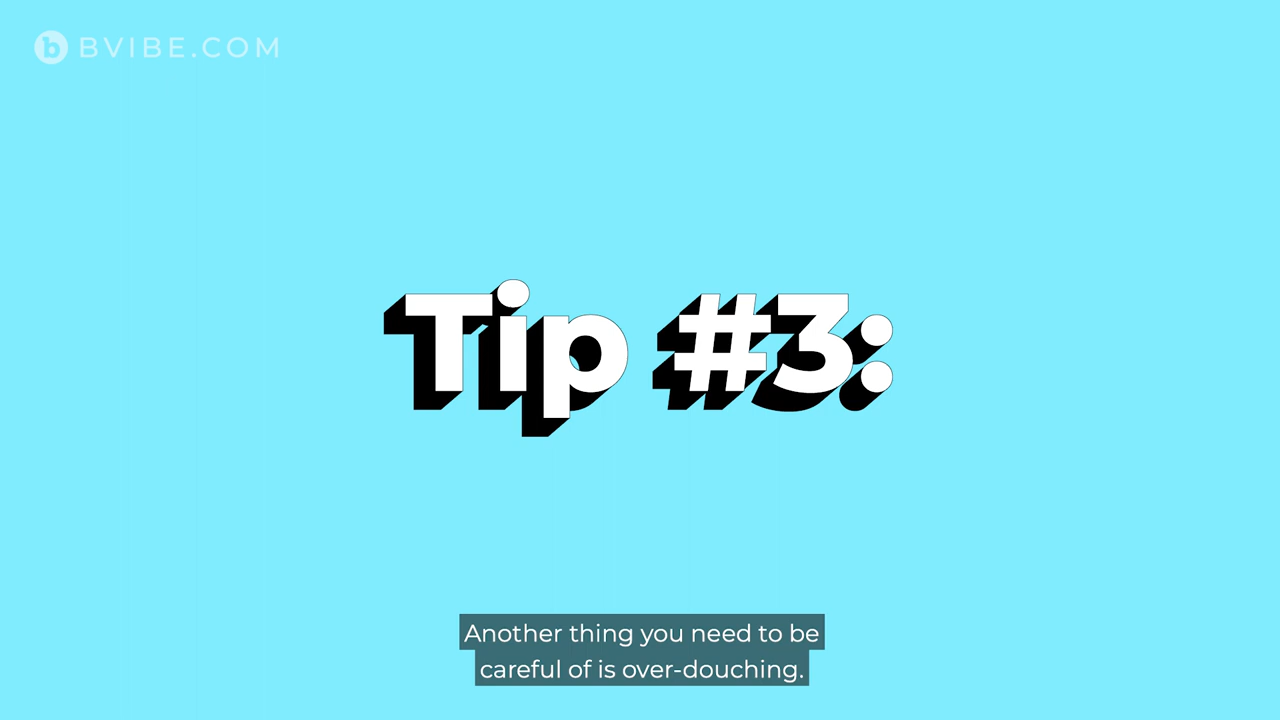 b BVIBE.COM
Tip #3:
Another thing you need to be
careful of is over-douching.